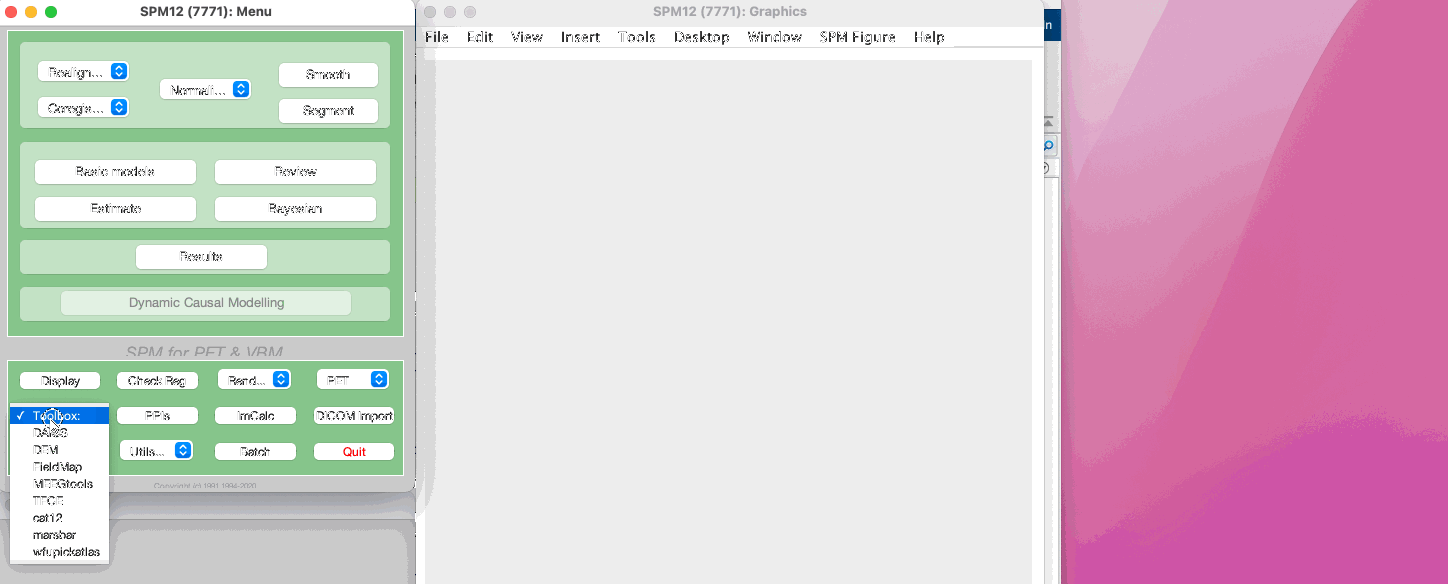 SPM12 (7771): Menu
SPM12 (7771): Graphics
File Edit View Insert Tools Desktop Window SPM Figure Help
Realign...
Normali...
Smooth
Coregis...
Segment
Basic models
Review
Estimate
Bayesian
Results
Dynamic Causal Modelling
SPM for PET & VBM
Display
Check Reg
Rend...
PET
✓ Toolbox:
PPIs
ImCalc
DICOM Import
DEM
Utils...
Batch
Quit
FieldMap
MEEGtools
TFCE
cat12
marsbar
wfupickatlas
Copyright (c) 1991,1994-2020